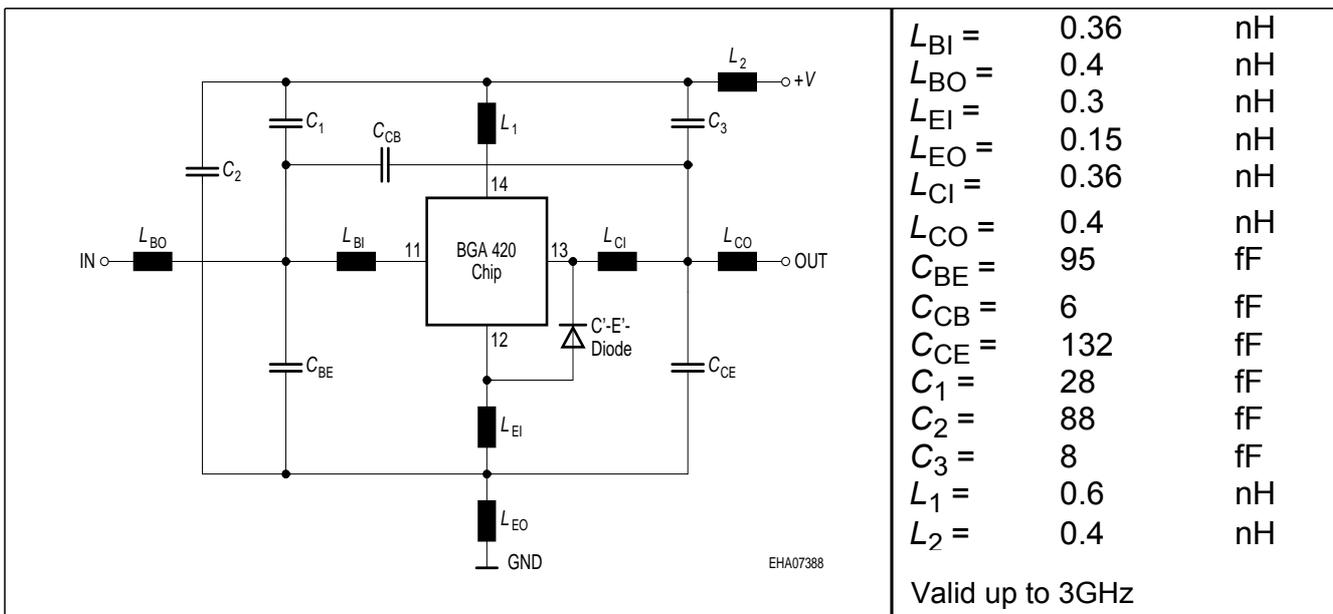 L2
+V
C1
L1
C3
CCB
C2
14
LBO
LBI
LCI
LCO
IN
11
BGA 420
Chip
13
OUT
12
C'-E'-
Diode
CBE
CCE
LEI
LEO
GND
EHA07388
LBI = 0.36 nH
LBO = 0.4 nH
LEI = 0.3 nH
LEO = 0.15 nH
LCI = 0.36 nH
LCO = 0.4 nH
CBE = 95 fF
CCB = 6 fF
CCE = 132 fF
C1 = 28 fF
C2 = 88 fF
C3 = 8 fF
L1 = 0.6 nH
L2 = 0.4 nH
Valid up to 3GHz